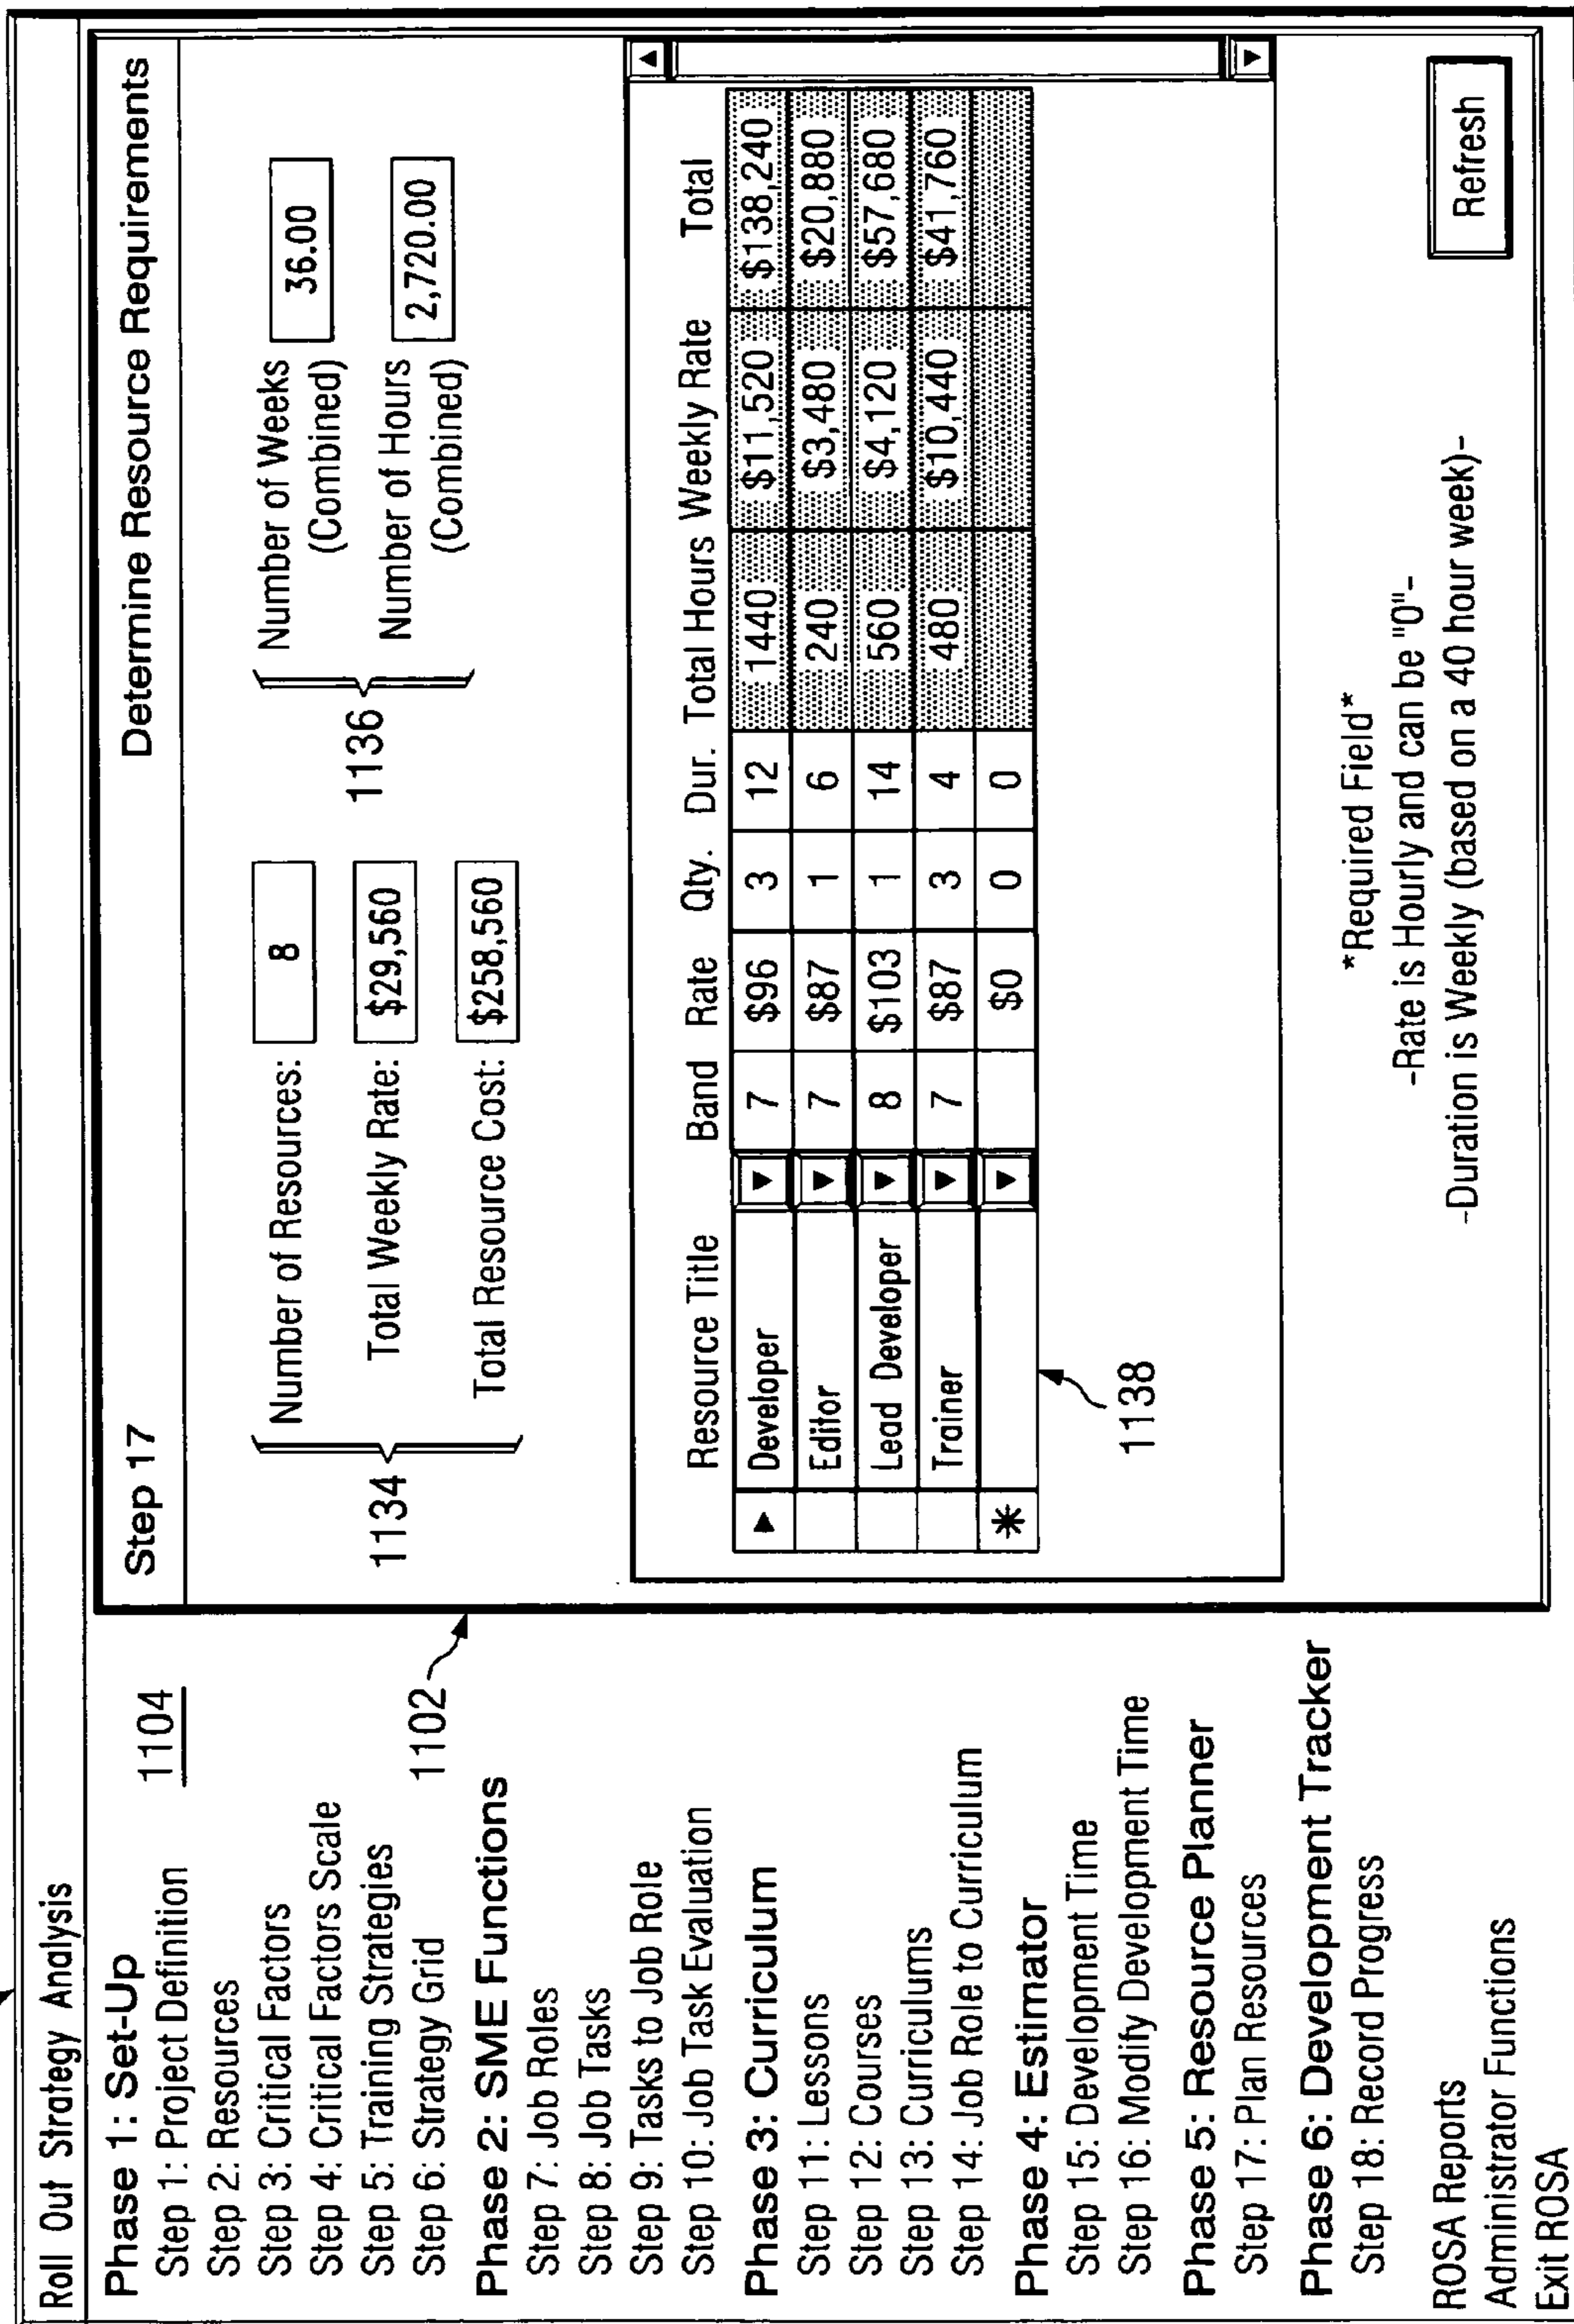 Roll Out Strategy Analysis
Phase 1: Set-Up
1104
Step 1: Project Definition
Step 2: Resources
Step 3: Critical Factors
Step 4: Critical Factors Scale
Step 5: Training Strategies
Step 6: Strategy Grid
1102
Phase 2: SME Functions
Step 7: Job Roles
Step 8: Job Tasks
Step 9: Tasks to Job Role
Step 10: Job Task Evaluation
Phase 3: Curriculum
Step 11: Lessons
Step 12: Courses
Step 13: Curriculums
Step 14: Job Role to Curriculum
Phase 4: Estimator
Step 15: Development Time
Step 16: Modify Development Time
Phase 5: Resource Planner
Step 17: Plan Resources
Phase 6: Development Tracker
Step 18: Record Progress
ROSA Reports
Administrator Functions
Exit ROSA
Step 17 Determine Resource Requirements
1134
Number of Resources: 8
Total Weekly Rate: $29,560
Total Resource Cost: $258,560
1136
Number of Weeks 36.00
(Combined)
Number of Hours 2,720.00
(Combined)
Resource Title Band Rate Qty. Dur. Total Hours Weekly Rate Total
Developer 7 $96 3 12 1440 $11,520 $138,240
Editor 7 $87 1 6 240 $3,480 $20,880
Lead Developer 8 $103 1 14 560 $4,120 $57,680
Trainer 7 $87 3 4 480 $10,440 $41,760
* $0 0 0
1138
*Required Field*
-Rate is Hourly and can be "0"-
-Duration is Weekly (based on a 40 hour week)-
Refresh